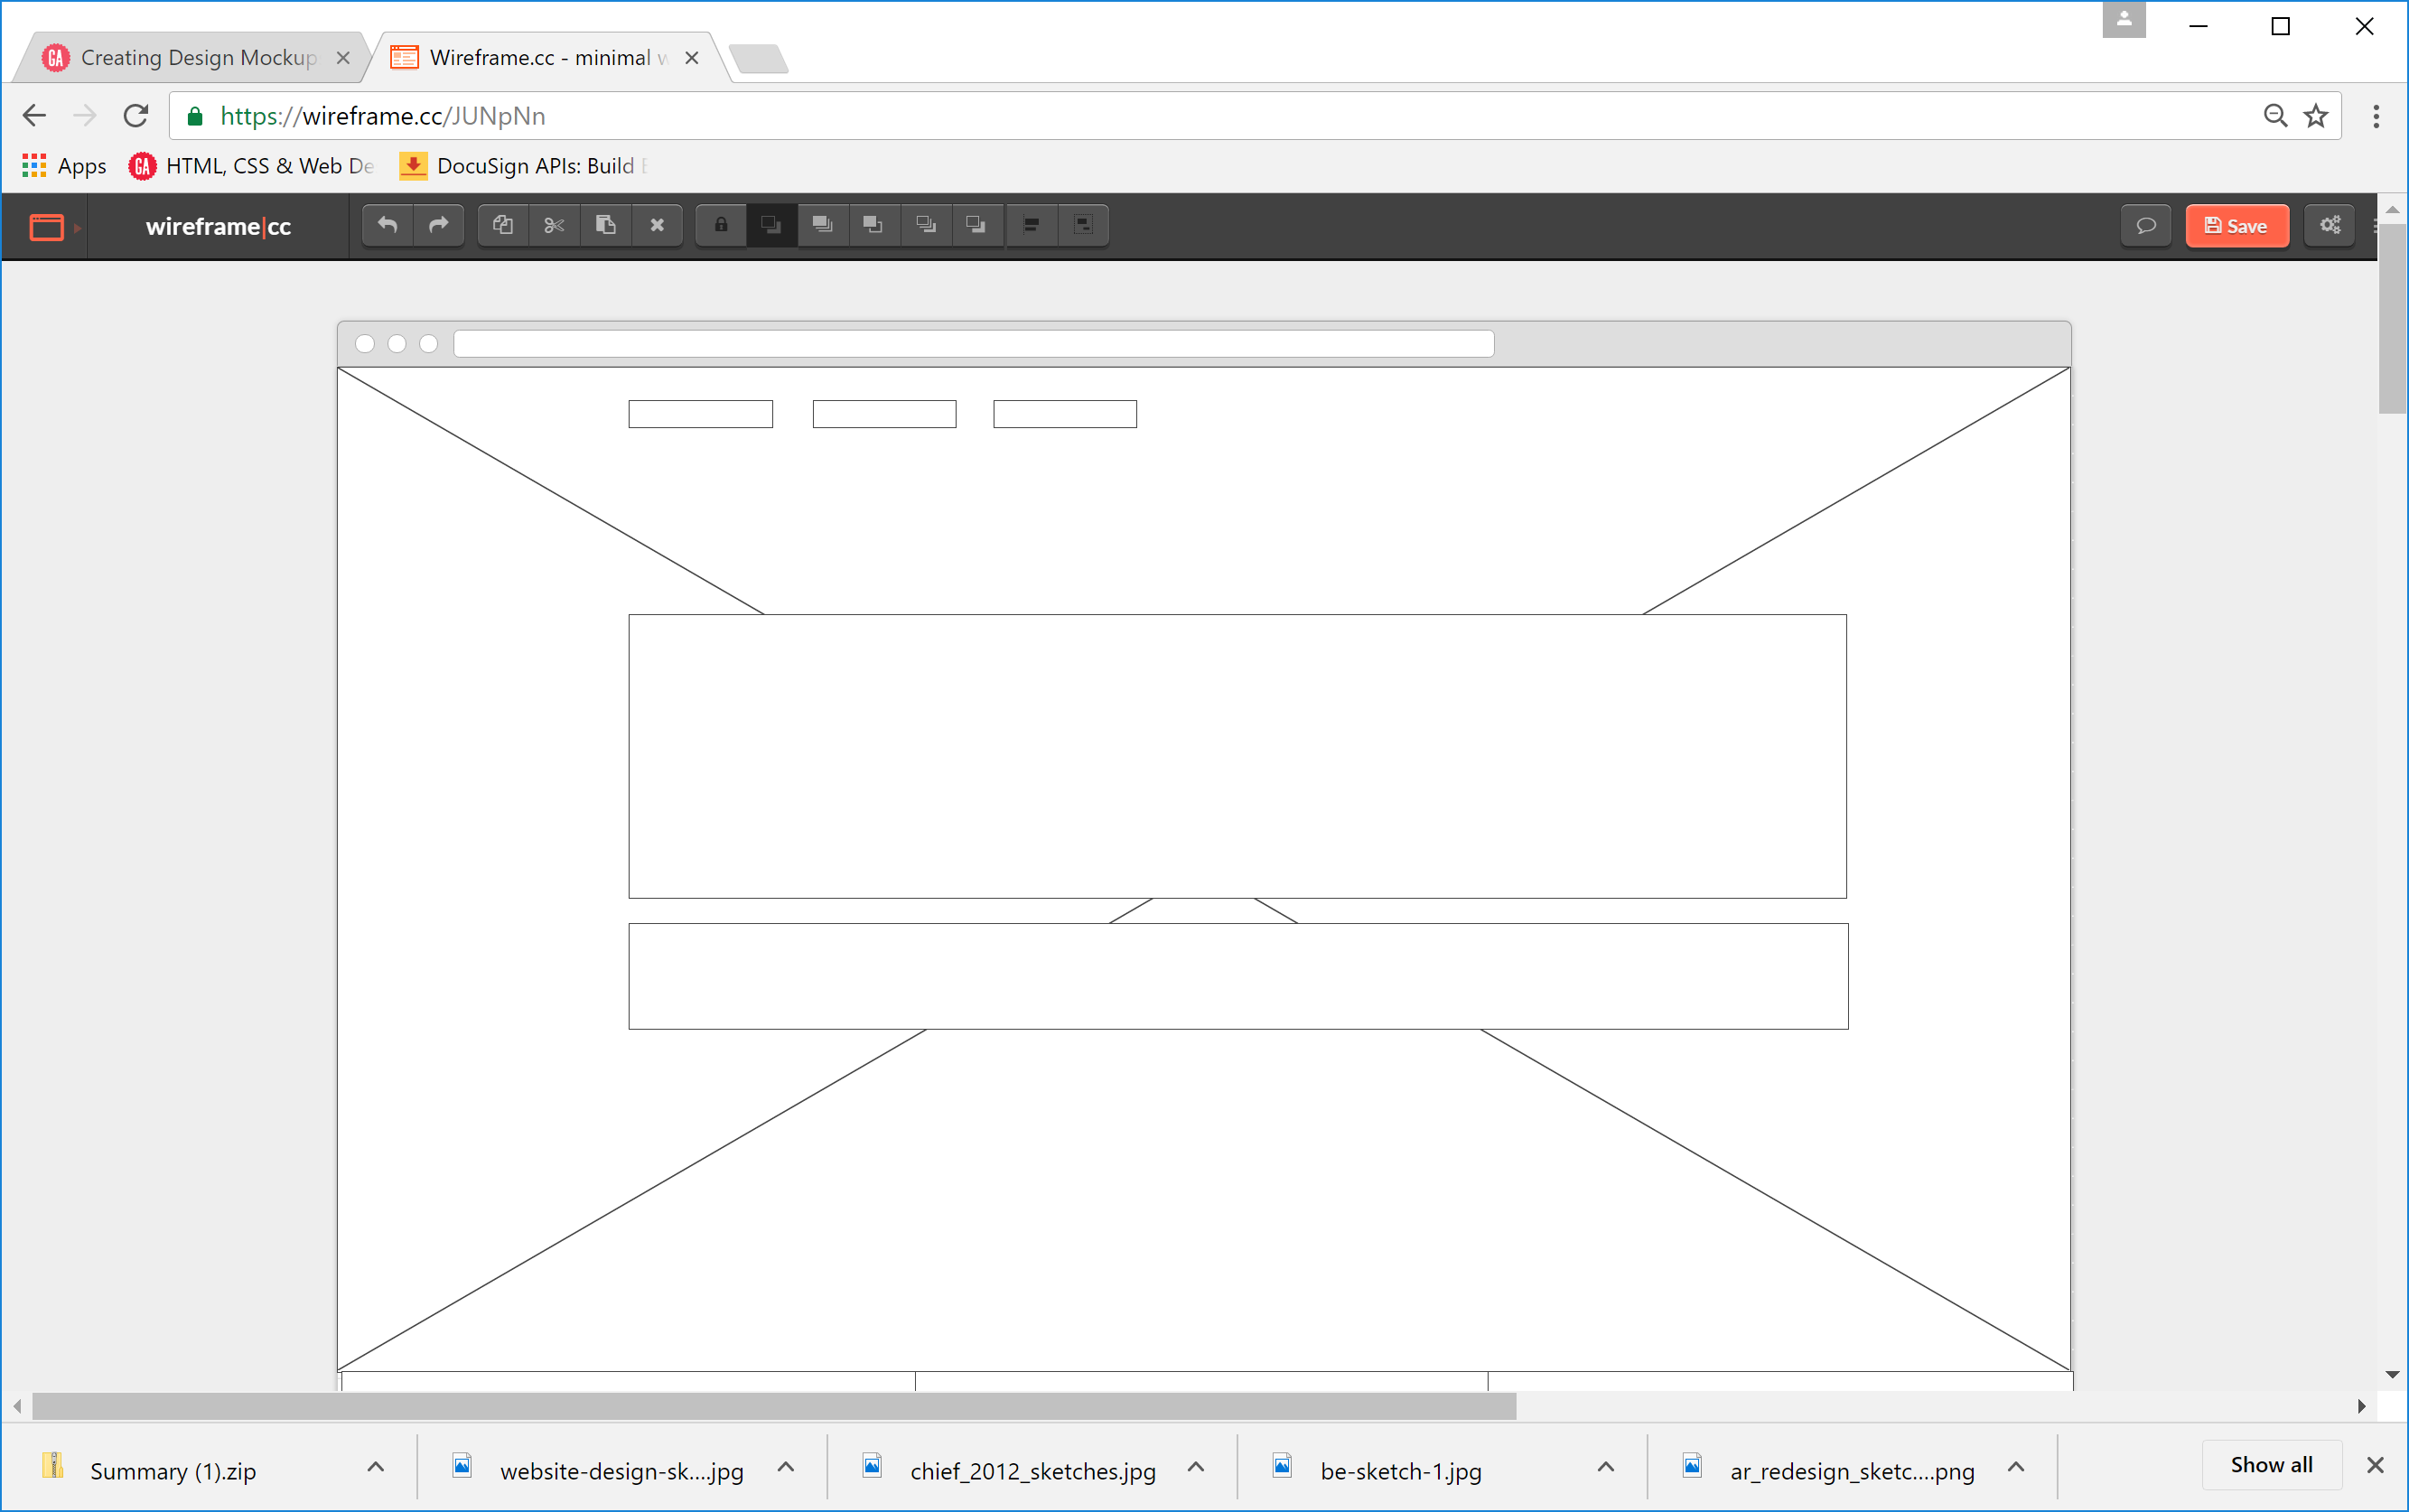 GA Creating Design Mockup
Wireframe.cc - minimal w
https://wireframe.cc/JUNpNn
Apps
GA HTML, CSS & Web De
DocuSign APIs: Build
wireframe|cc
Save
Summary (1).zip
website-design-sk....jpg
chief_2012_sketches.jpg
be-sketch-1.jpg
ar_redesign_sketc....png
Show all